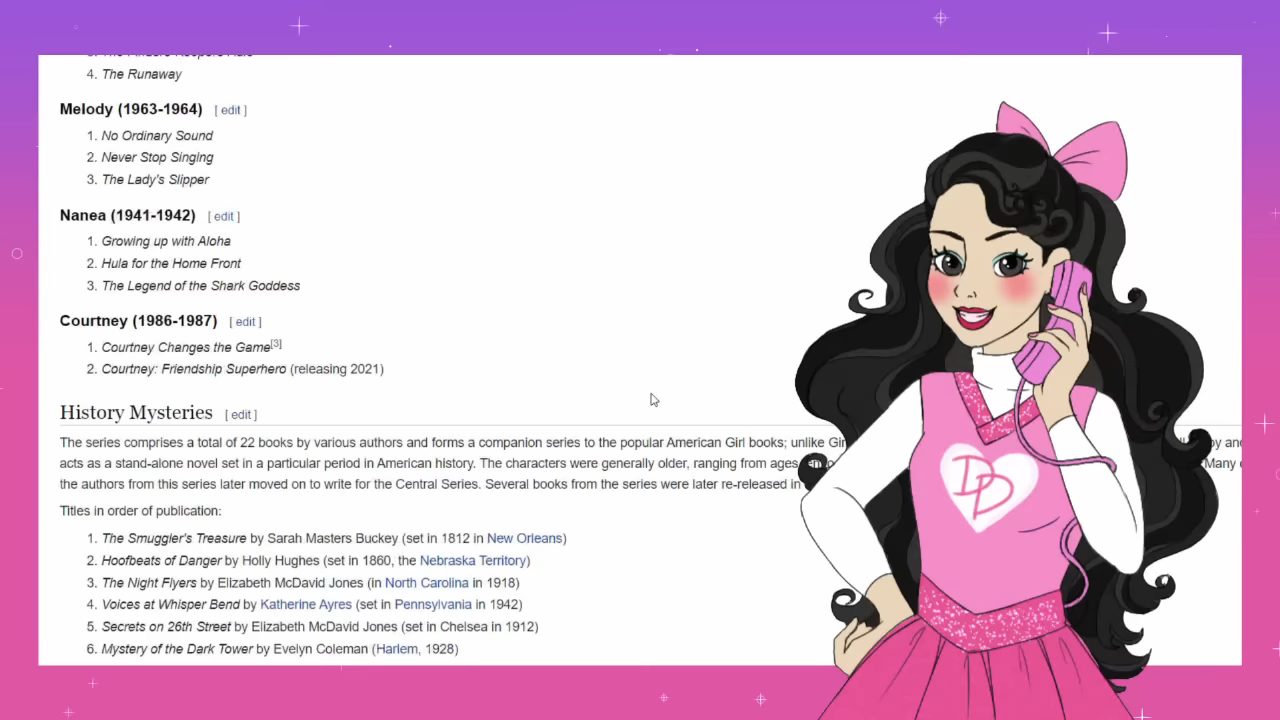 4. The Runaway
Melody (1963-1964) [ edit ]
1. No Ordinary Sound
2. Never Stop Singing
3. The Lady's Slipper
Nanea (1941-1942) [ edit ]
1. Growing up with Aloha
2. Hula for the Home Front
3. The Legend of the Shark Goddess
Courtney (1986-1987) [ edit ]
1. Courtney Changes the Game[3]
2. Courtney: Friendship Superhero (releasing 2021)
History Mysteries [ edit ]
The series comprises a total of 22 books by various authors and forms a companion series to the popular American Girl books; unlike
acts as a stand-alone novel set in a particular period in American history. The characters were generally older, ranging from ages Many
the authors from this series later moved on to write for the Central Series. Several books from the series were later re-released in
Titles in order of publication:
1. The Smuggler's Treasure by Sarah Masters Buckey (set in 1812 in New Orleans)
2. Hoofbeats of Danger by Holly Hughes (set in 1860, the Nebraska Territory)
3. The Night Flyers by Elizabeth McDavid Jones (in North Carolina in 1918)
4. Voices at Whisper Bend by Katherine Ayres (set in Pennsylvania in 1942)
5. Secrets on 26th Street by Elizabeth McDavid Jones (set in Chelsea in 1912)
6. Mystery of the Dark Tower by Evelyn Coleman (Harlem, 1928)
DD